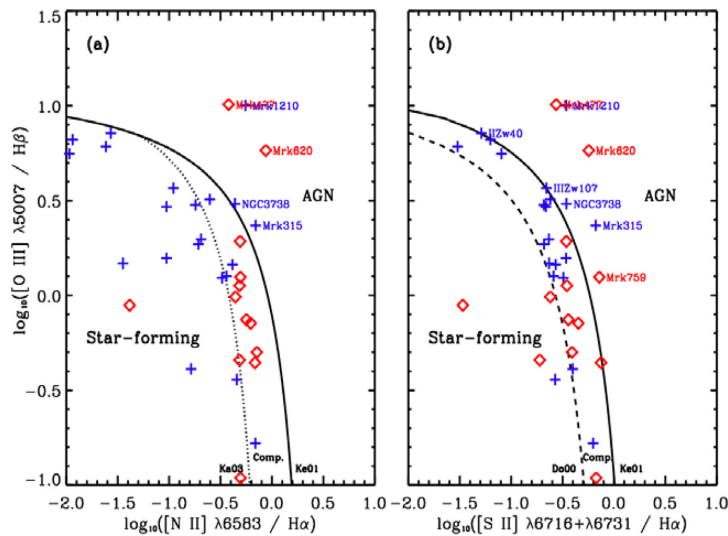 (a)
(b)
1.5
1.0
0.5
0.0
-0.5
-1.0
log₁₀([O III] λ5007 / Hβ)
Mrk1210
Mrk620
AGN
NGC3738
Mrk315
Star-forming
Comp.
Ka03
Ke01
-2.0 -1.5 -1.0 -0.5 0.0 0.5 1.0
log₁₀([N II] λ6583 / Hα)
Mrk1210
IIZw40
Mrk620
IIIZw107
AGN
NGC3738
Mrk315
Mrk759
Star-forming
Comp.
Do00
Ke01
-2.0 -1.5 -1.0 -0.5 0.0 0.5 1.0
log₁₀([S II] λ6716+λ6731 / Hα)